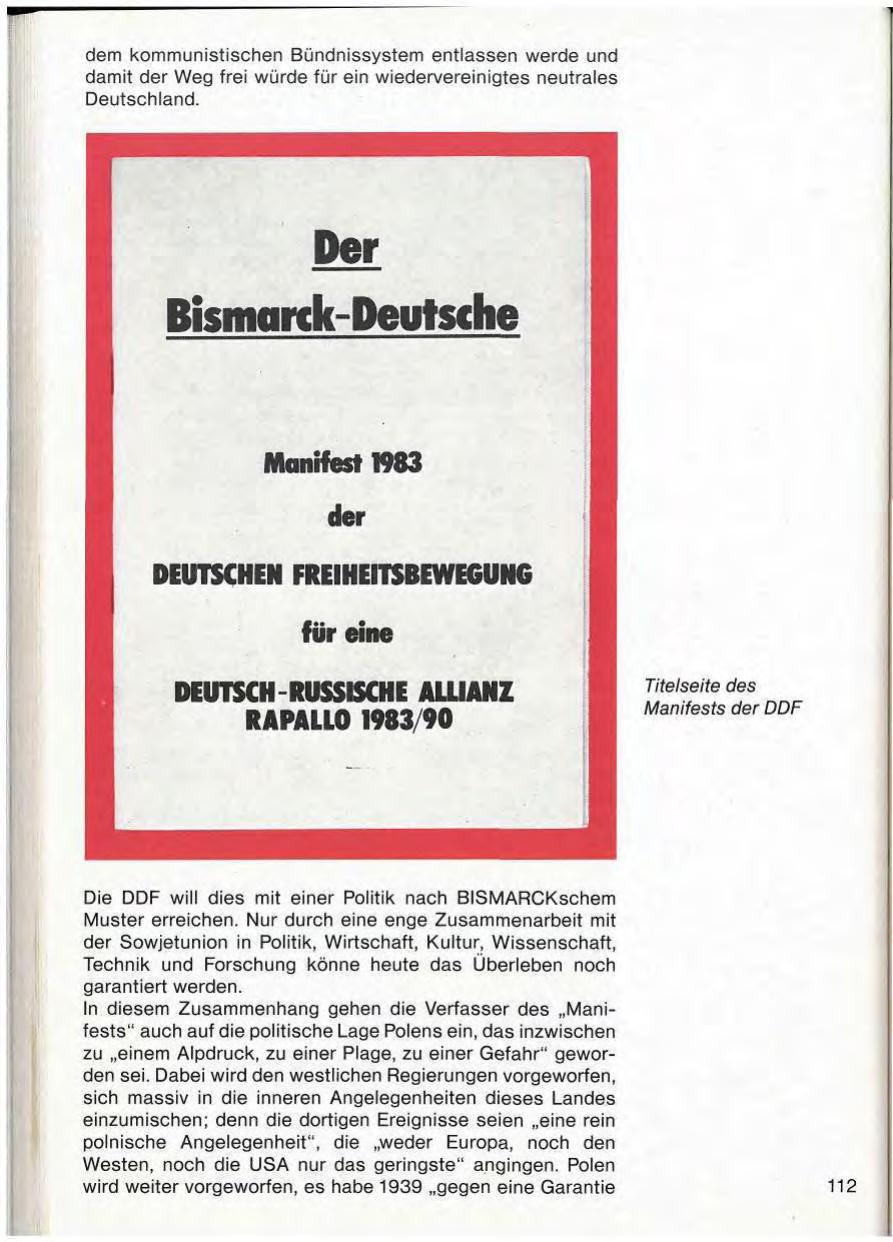 dem kommunistischen Bündnissystem entlassen werde und
damit der Weg frei würde für ein wiedervereinigtes neutrales
Deutschland.
Der
Bismarck-Deutsche
Manifest 1983
der
DEUTSCHEN FREIHEITSBEWEGUNG
für eine
DEUTSCH-RUSSISCHE ALLIANZ
RAPALLO 1983/90
Titelseite des
Manifests der DDF
Die DDF will dies mit einer Politik nach BISMARCKschem
Muster erreichen. Nur durch eine enge Zusammenarbeit mit
der Sowjetunion in Politik, Wirtschaft, Kultur, Wissenschaft,
Technik und Forschung könne heute das Überleben noch
garantiert werden.
In diesem Zusammenhang gehen die Verfasser des „Mani-
fests“ auch auf die politische Lage Polens ein, das inzwischen
zu „einem Alpdruck, zu einer Plage, zu einer Gefahr“ gewor-
den sei. Dabei wird den westlichen Regierungen vorgeworfen,
sich massiv in die inneren Angelegenheiten dieses Landes
einzumischen; denn die dortigen Ereignisse seien „eine rein
polnische Angelegenheit“, die „weder Europa, noch den
Westen, noch die USA nur das geringste“ angingen. Polen
wird weiter vorgeworfen, es habe 1939 „gegen eine Garantie
112